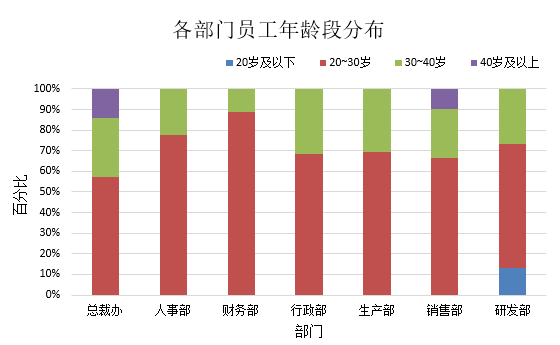 各部门员工年龄段分布
20岁及以下 20~30岁 30~40岁 40岁及以上
100%
90%
80%
70%
60%
50%
40%
30%
20%
10%
0%
百分比
总裁办 人事部 财务部 行政部 生产部 销售部 研发部
部门